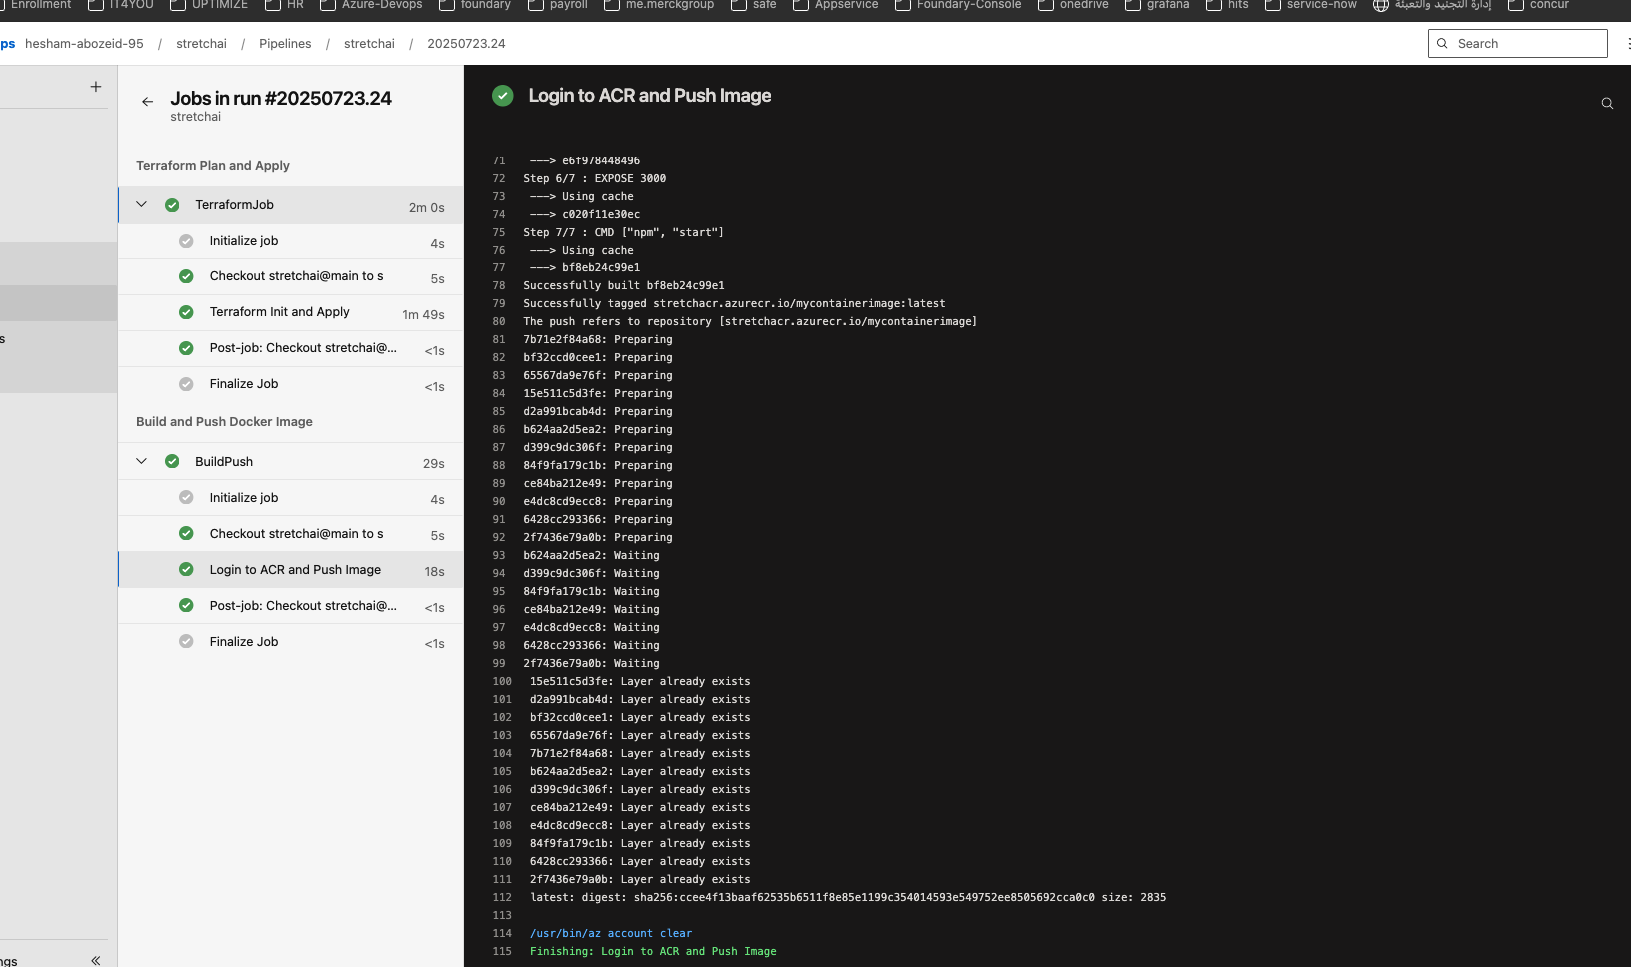 Enrollment IT4YOU UPTIMIZE HR Azure-Devops foundary payroll me.merckgroup safe Appservice Foundary-Console onedrive grafana hits service-now إدارة التجنيد والتعبئة concur
ps hesham-abozeid-95 / stretchai / Pipelines / stretchai / 20250723.24
Search
Jobs in run #20250723.24
stretchai
Terraform Plan and Apply
TerraformJob 2m 0s
Initialize job 4s
Checkout stretchai@main to s 5s
Terraform Init and Apply 1m 49s
Post-job: Checkout stretchai@... <1s
Finalize Job <1s
Build and Push Docker Image
BuildPush 29s
Initialize job 4s
Checkout stretchai@main to s 5s
Login to ACR and Push Image 18s
Post-job: Checkout stretchai@... <1s
Finalize Job <1s
s
ngs
Login to ACR and Push Image
71 ---> e6f978448496
72 Step 6/7 : EXPOSE 3000
73 ---> Using cache
74 ---> c020f11e30ec
75 Step 7/7 : CMD ["npm", "start"]
76 ---> Using cache
77 ---> bf8eb24c99e1
78 Successfully built bf8eb24c99e1
79 Successfully tagged stretchacr.azurecr.io/mycontainerimage:latest
80 The push refers to repository [stretchacr.azurecr.io/mycontainerimage]
81 7b71e2f84a68: Preparing
82 bf32ccd0cee1: Preparing
83 65567da9e76f: Preparing
84 15e511c5d3fe: Preparing
85 d2a991bcab4d: Preparing
86 b624aa2d5ea2: Preparing
87 d399c9dc306f: Preparing
88 84f9fa179c1b: Preparing
89 ce84ba212e49: Preparing
90 e4dc8cd9ecc8: Preparing
91 6428cc293366: Preparing
92 2f7436e79a0b: Preparing
93 b624aa2d5ea2: Waiting
94 d399c9dc306f: Waiting
95 84f9fa179c1b: Waiting
96 ce84ba212e49: Waiting
97 e4dc8cd9ecc8: Waiting
98 6428cc293366: Waiting
99 2f7436e79a0b: Waiting
100 15e511c5d3fe: Layer already exists
101 d2a991bcab4d: Layer already exists
102 bf32ccd0cee1: Layer already exists
103 65567da9e76f: Layer already exists
104 7b71e2f84a68: Layer already exists
105 b624aa2d5ea2: Layer already exists
106 d399c9dc306f: Layer already exists
107 ce84ba212e49: Layer already exists
108 e4dc8cd9ecc8: Layer already exists
109 84f9fa179c1b: Layer already exists
110 6428cc293366: Layer already exists
111 2f7436e79a0b: Layer already exists
112 latest: digest: sha256:ccee4f13baaf62535b6511f8e85e1199c354014593e549752ee8505692cca0c0 size: 2835
113
114 /usr/bin/az account clear
115 Finishing: Login to ACR and Push Image